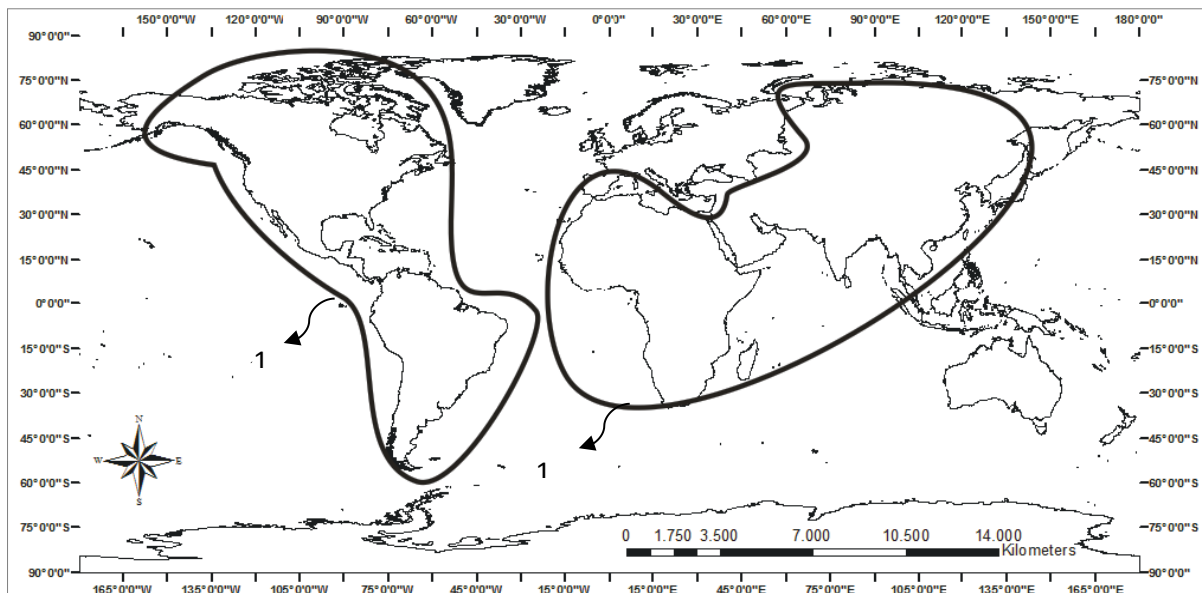 150°0'0"W 120°0'0"W 90°0'0"W 60°0'0"W 30°0'0"W 0°0'0" 30°0'0"E 60°0'0"E 90°0'0"E 120°0'0"E 150°0'0"E 180°0'0"
90°0'0"N
75°0'0"N 75°0'0"N
60°0'0"N 60°0'0"N
45°0'0"N 45°0'0"N
30°0'0"N 30°0'0"N
15°0'0"N 15°0'0"N
0°0'0" 0°0'0"
15°0'0"S 15°0'0"S
1
30°0'0"S 30°0'0"S
N
45°0'0"S 45°0'0"S
W E
1
60°0'0"S 60°0'0"S
S
75°0'0"S 75°0'0"S
0 1.750 3.500 7.000 10.500 14.000
Kilometers
90°0'0"S 90°0'0"S
165°0'0"W 135°0'0"W 105°0'0"W 75°0'0"W 45°0'0"W 15°0'0"W 15°0'0"E 45°0'0"E 75°0'0"E 105°0'0"E 135°0'0"E 165°0'0"E